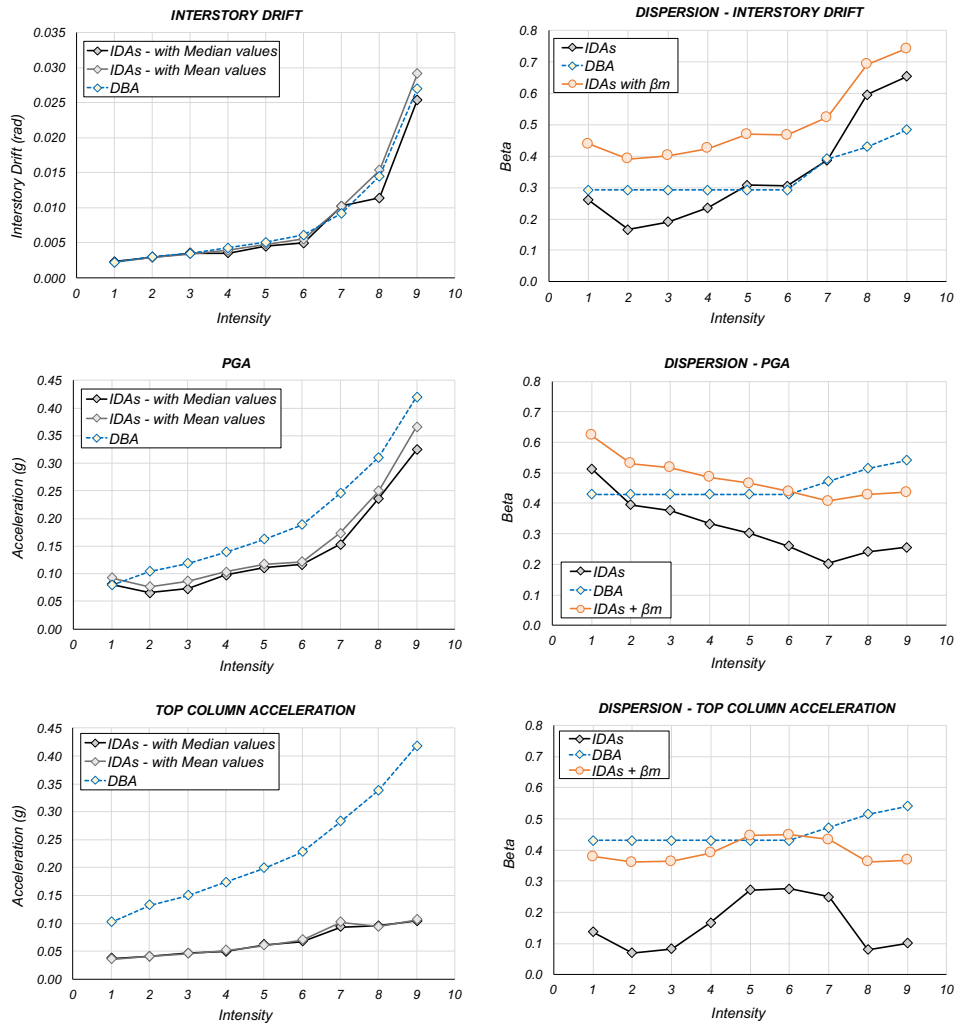 INTERSTORY DRIFT
0.035
0.030
0.025
0.020
0.015
0.010
0.005
0.000
Interstory Drift (rad)
IDAs - with Median values
IDAs - with Mean values
DBA
0 1 2 3 4 5 6 7 8 9 10
Intensity
DISPERSION - INTERSTORY DRIFT
0.8
0.7
0.6
0.5
0.4
0.3
0.2
0.1
0.0
Beta
IDAs
DBA
IDAs with βm
0 1 2 3 4 5 6 7 8 9 10
Intensity
PGA
0.45
0.40
0.35
0.30
0.25
0.20
0.15
0.10
0.05
0.00
Acceleration (g)
IDAs - with Median values
IDAs - with Mean values
DBA
0 1 2 3 4 5 6 7 8 9 10
Intensity
DISPERSION - PGA
0.8
0.7
0.6
0.5
0.4
0.3
0.2
0.1
0.0
Beta
IDAs
DBA
IDAs + βm
0 1 2 3 4 5 6 7 8 9 10
Intensity
TOP COLUMN ACCELERATION
0.45
0.40
0.35
0.30
0.25
0.20
0.15
0.10
0.05
0.00
Acceleration (g)
IDAs - with Median values
IDAs - with Mean values
DBA
0 1 2 3 4 5 6 7 8 9 10
Intensity
DISPERSION - TOP COLUMN ACCELERATION
0.8
0.7
0.6
0.5
0.4
0.3
0.2
0.1
0.0
Beta
IDAs
DBA
IDAs + βm
0 1 2 3 4 5 6 7 8 9 10
Intensity